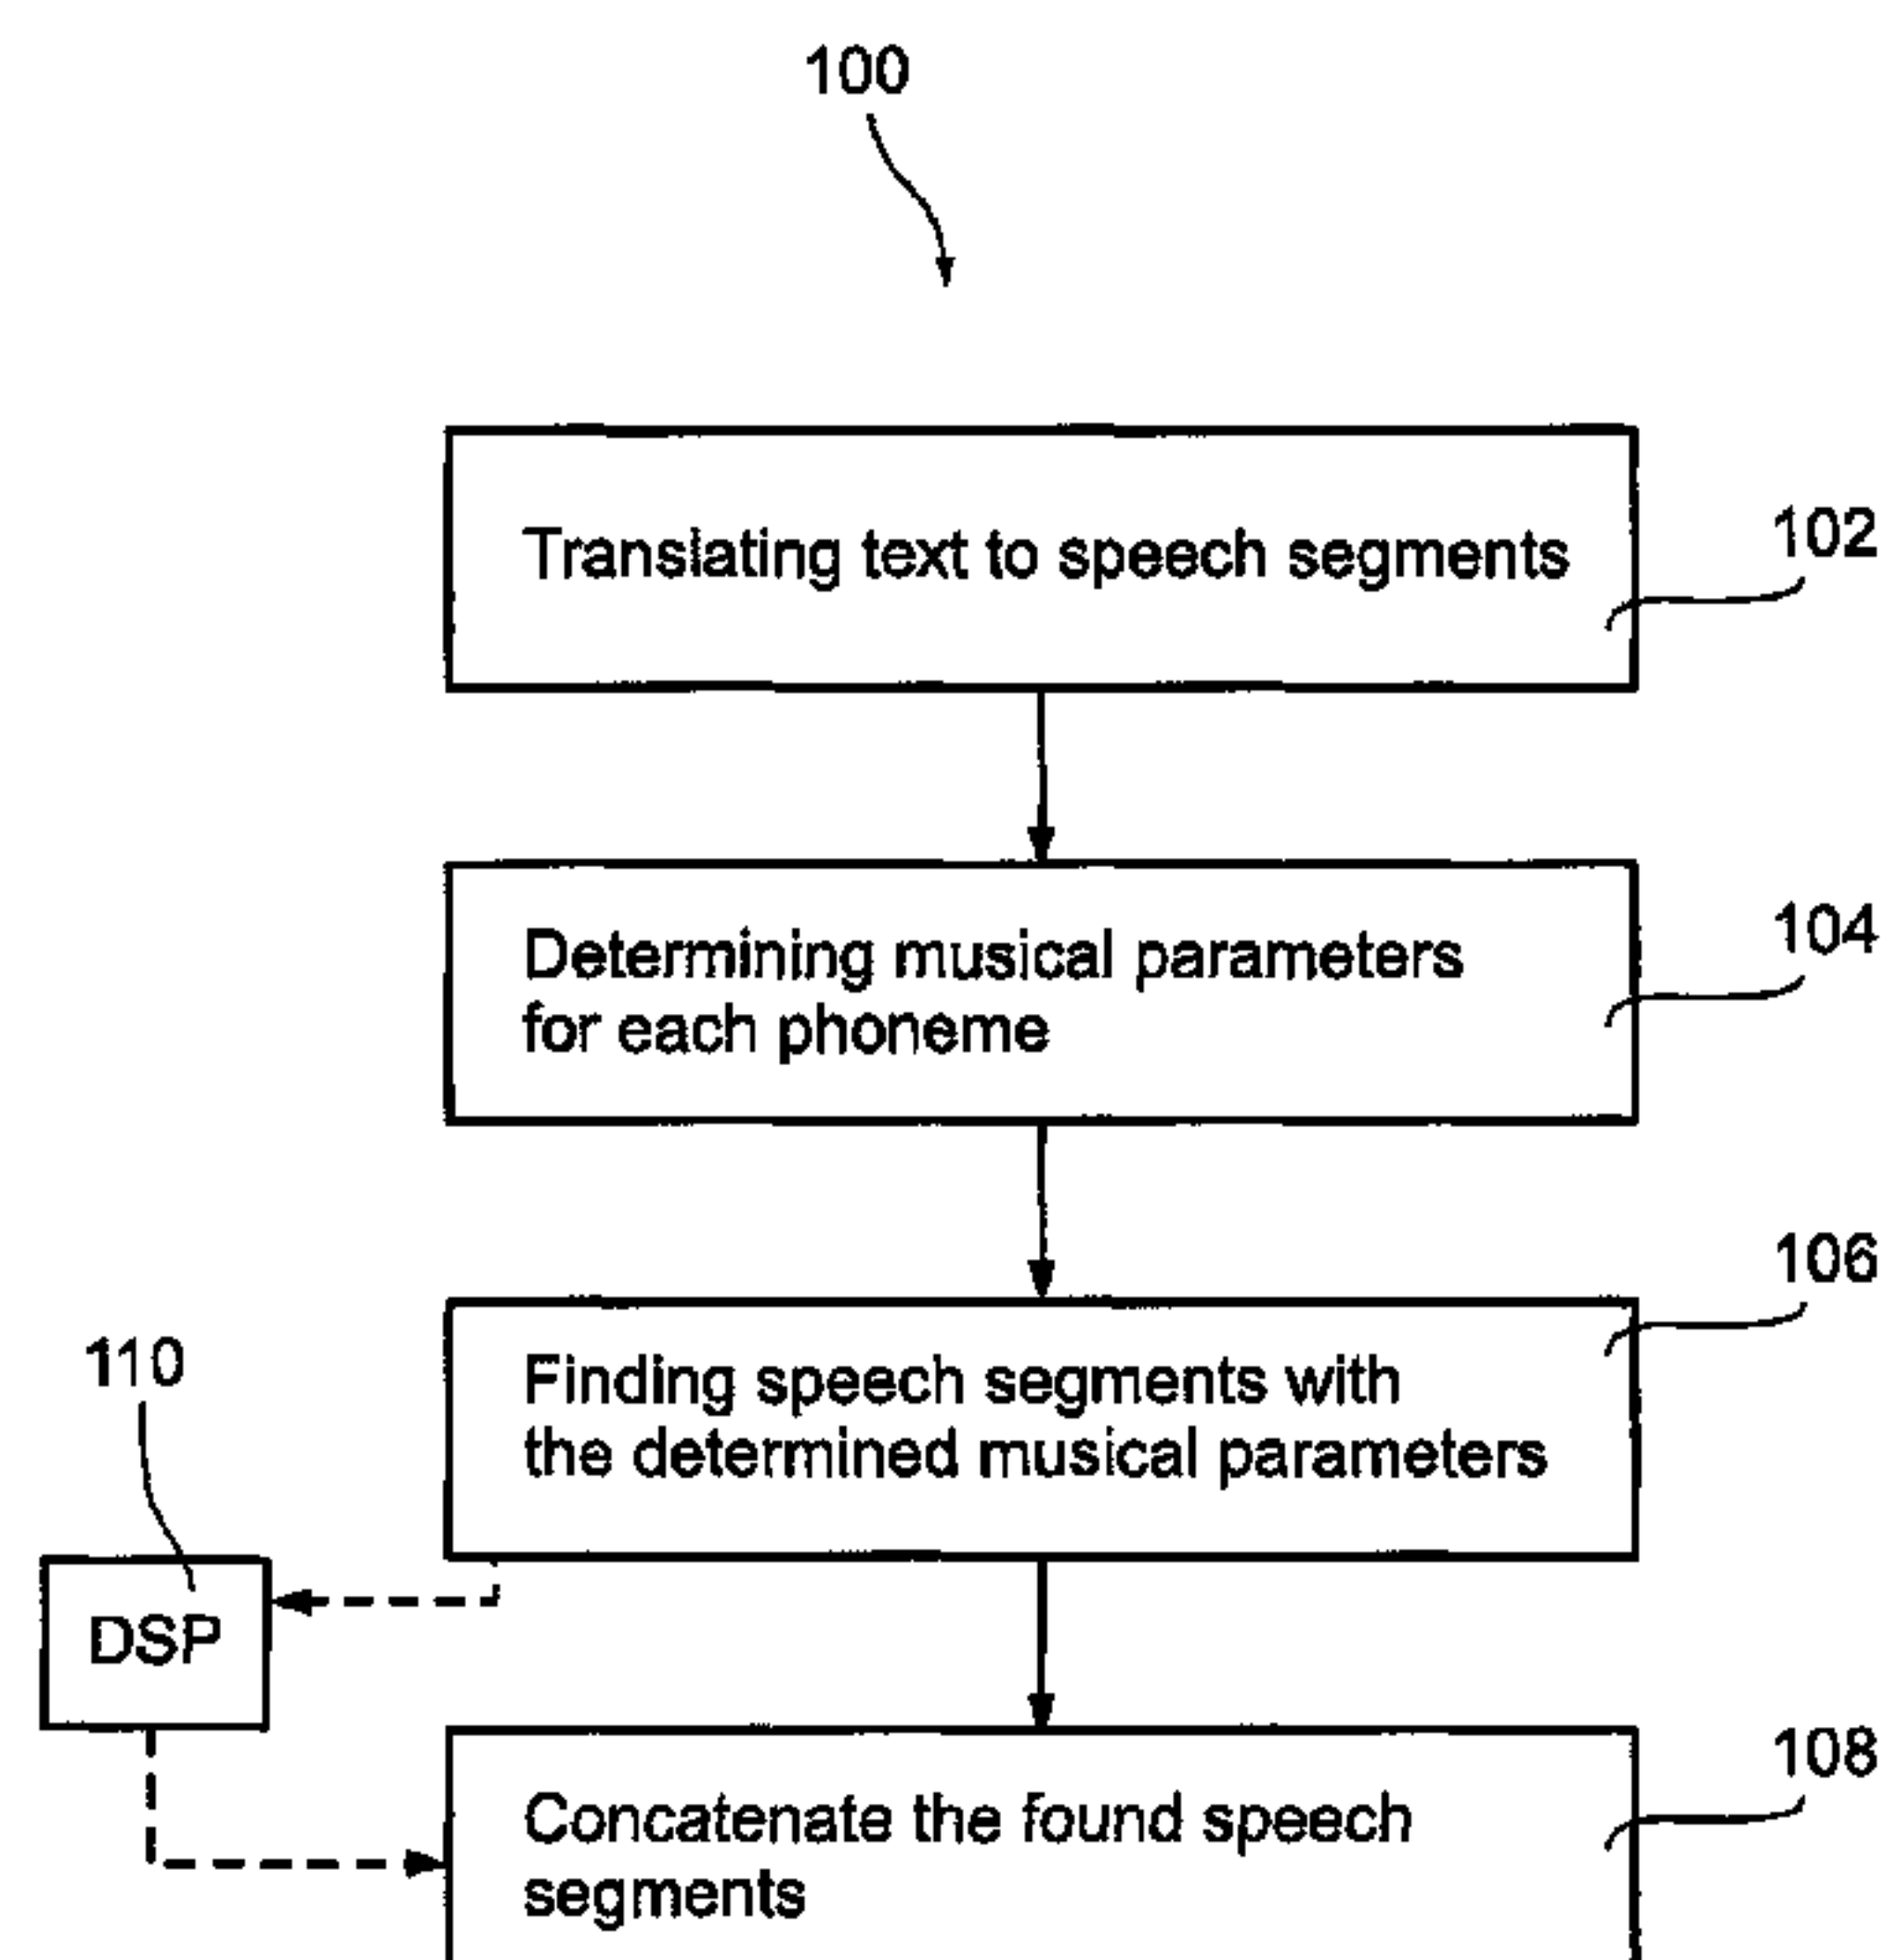 100
Translating text to speech segments
102
Determining musical parameters
for each phoneme
104
Finding speech segments with
the determined musical parameters
106
110
DSP
Concatenate the found speech
segments
108